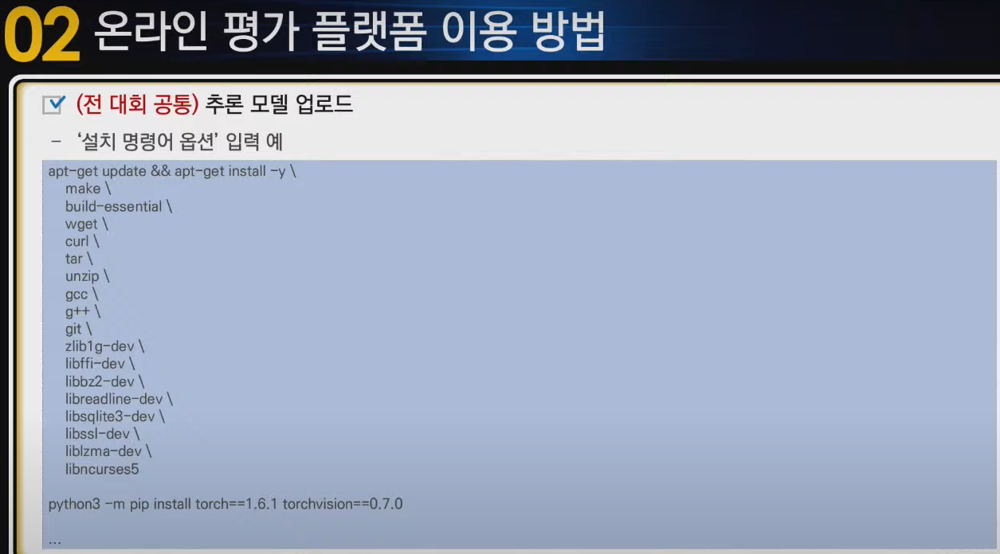 02 온라인 평가 플랫폼 이용 방법
(전 대회 공통) 추론 모델 업로드
– ‘설치 명령어 옵션’ 입력 예
apt-get update && apt-get install -y \
make \
build-essential \
wget \
curl \
tar \
unzip \
gcc \
g++ \
git \
zlib1g-dev \
libffi-dev \
libbz2-dev \
libreadline-dev \
libsqlite3-dev \
libssl-dev \
liblzma-dev \
libncurses5
python3 -m pip install torch==1.6.1 torchvision==0.7.0
...